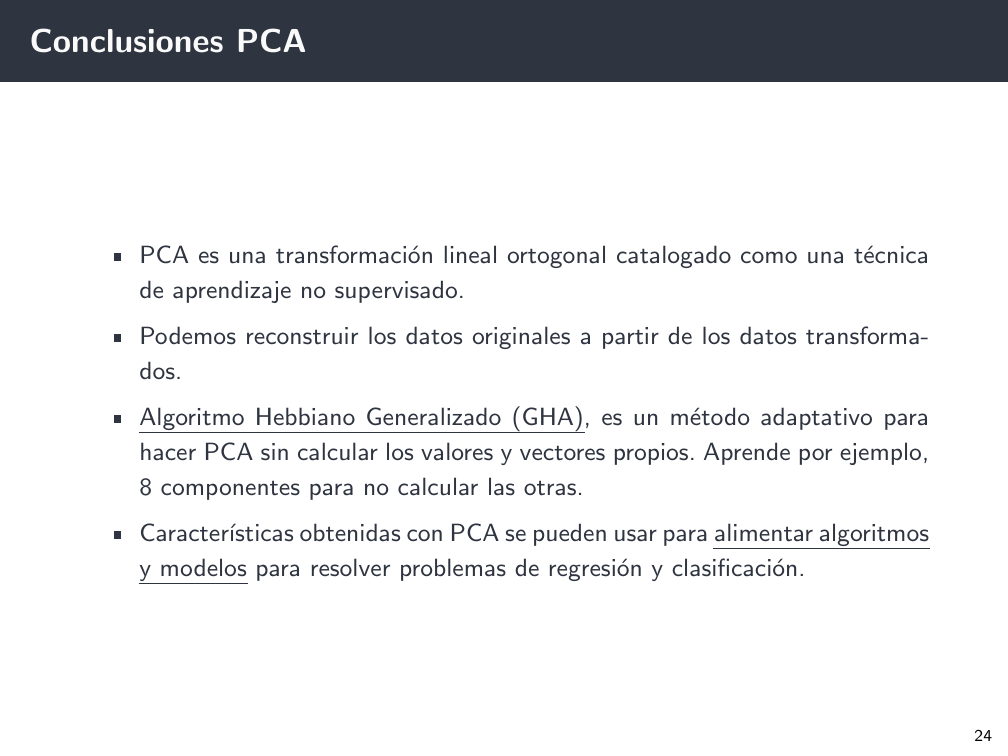 Conclusiones PCA
▪ PCA es una transformación lineal ortogonal catalogado como una técnica
de aprendizaje no supervisado.
▪ Podemos reconstruir los datos originales a partir de los datos transforma-
dos.
▪ Algoritmo Hebbiano Generalizado (GHA), es un método adaptativo para
hacer PCA sin calcular los valores y vectores propios. Aprende por ejemplo,
8 componentes para no calcular las otras.
▪ Características obtenidas con PCA se pueden usar para alimentar algoritmos
y modelos para resolver problemas de regresión y clasificación.
24